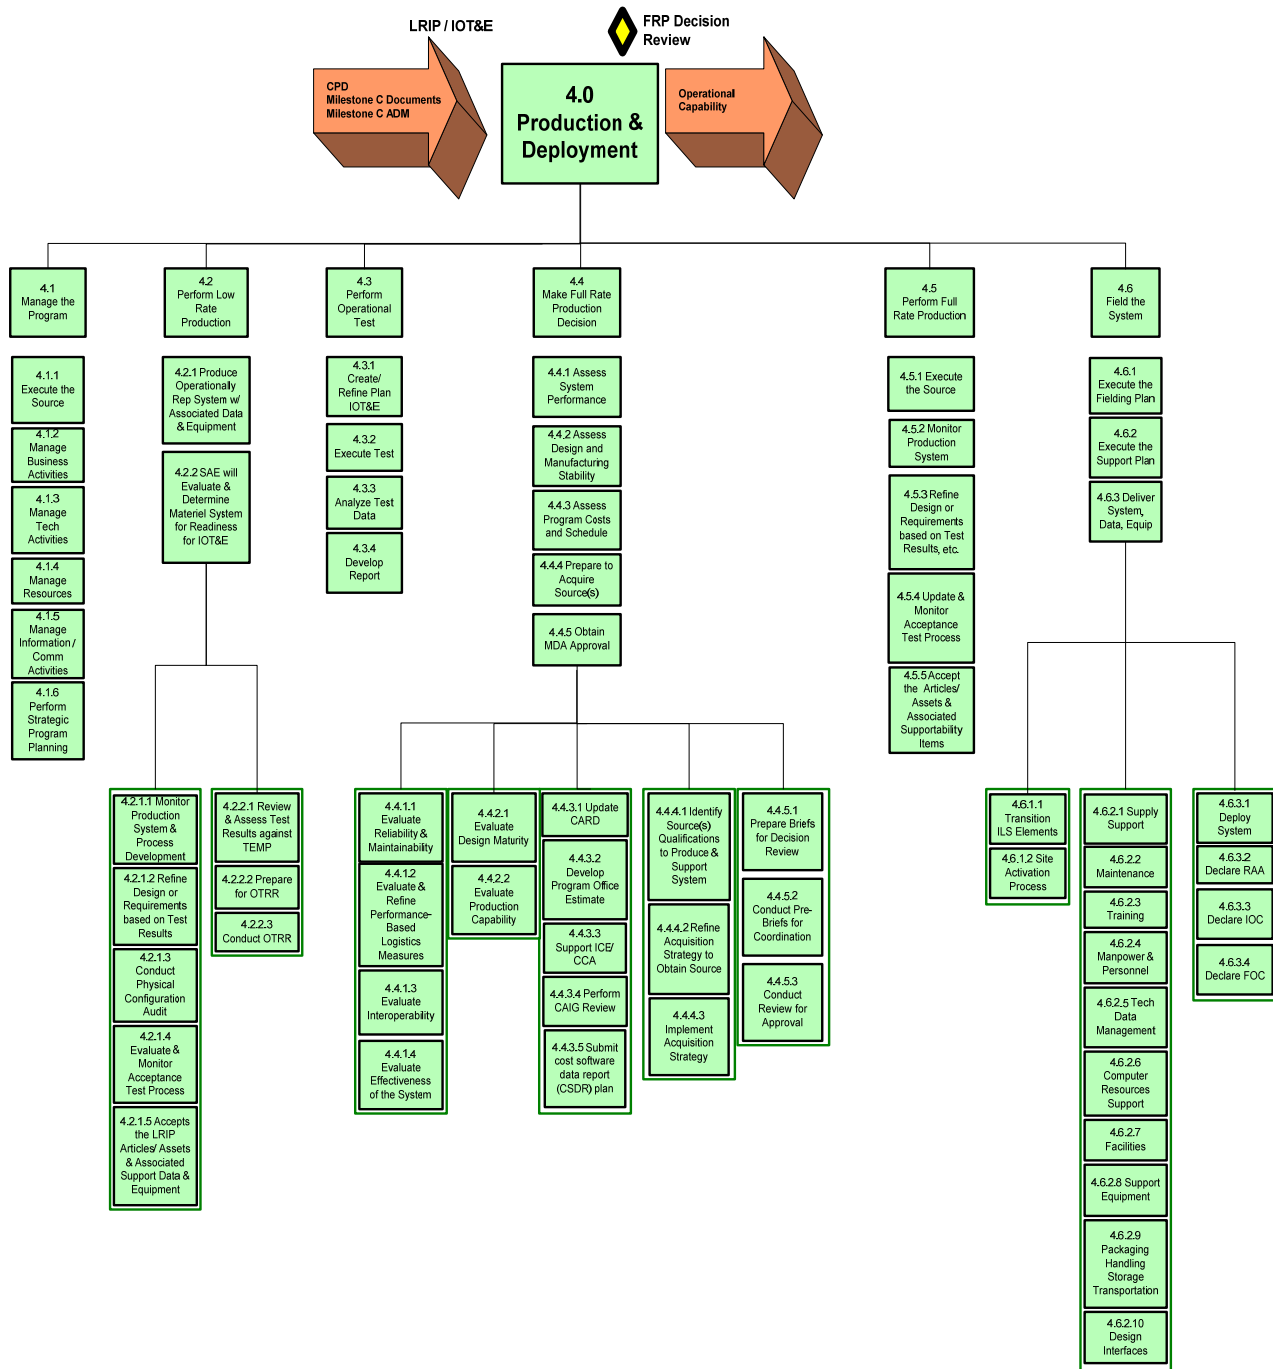 LRIP / IOT&E
FRP Decision
Review
CPD
Milestone C Documents
Milestone C ADM
4.0
Production &
Deployment
Operational
Capability
4.1
Manage the
Program
4.2
Perform Low
Rate
Production
4.3
Perform
Operational
Test
4.4
Make Full Rate
Production
Decision
4.5
Perform Full
Rate Production
4.6
Field the
System
4.1.1
Execute the
Source
4.1.2
Manage
Business
Activities
4.1.3
Manage
Tech
Activities
4.1.4
Manage
Resources
4.1.5
Manage
Information /
Comm
Activities
4.1.6
Perform
Strategic
Program
Planning
4.2.1 Produce
Operationally
Rep System w/
Associated Data
& Equipment
4.2.2 SAE will
Evaluate &
Determine
Materiel System
for Readiness
for IOT&E
4.3.1
Create/
Refine Plan
IOT&E
4.3.2
Execute Test
4.3.3
Analyze Test
Data
4.3.4
Develop
Report
4.4.1 Assess
System
Performance
4.4.2 Assess
Design and
Manufacturing
Stability
4.4.3 Assess
Program Costs
and Schedule
4.4.4 Prepare to
Acquire
Source(s)
4.4.5 Obtain
MDA Approval
4.5.1 Execute
the Source
4.5.2 Monitor
Production
System
4.5.3 Refine
Design or
Requirements
based on Test
Results, etc.
4.5.4 Update &
Monitor
Acceptance
Test Process
4.5.5 Accept
the Articles/
Assets &
Associated
Supportability
Items
4.6.1
Execute the
Fielding Plan
4.6.2
Execute the
Support Plan
4.6.3 Deliver
System,
Data, Equip
4.2.1.1 Monitor
Production
System &
Process
Development
4.2.1.2 Refine
Design or
Requirements
based on Test
Results
4.2.1.3
Conduct
Physical
Configuration
Audit
4.2.1.4
Evaluate &
Monitor
Acceptance
Test Process
4.2.1.5 Accepts
the LRIP
Articles/ Assets
& Associated
Support Data &
Equipment
4.2.2.1 Review
& Assess Test
Results against
TEMP
4.2.2.2 Prepare
for OTRR
4.2.2.3
Conduct OTRR
4.4.1.1
Evaluate
Reliability &
Maintainability
4.4.1.2
Evaluate &
Refine
Performance-
Based
Logistics
Measures
4.4.1.3
Evaluate
Interoperability
4.4.1.4
Evaluate
Effectiveness
of the System
4.4.2.1
Evaluate
Design Maturity
4.4.2.2
Evaluate
Production
Capability
4.4.3.1 Update
CARD
4.4.3.2
Develop
Program Office
Estimate
4.4.3.3
Support ICE/
CCA
4.4.3.4 Perform
CAIG Review
4.4.3.5 Submit
cost software
data report
(CSDR) plan
4.4.4.1 Identify
Source(s)
Qualifications
to Produce &
Support
System
4.4.4.2 Refine
Acquisition
Strategy to
Obtain Source
4.4.4.3
Implement
Acquisition
Strategy
4.4.5.1
Prepare Briefs
for Decision
Review
4.4.5.2
Conduct Pre-
Briefs for
Coordination
4.4.5.3
Conduct
Review for
Approval
4.6.1.1
Transition
ILS Elements
4.6.1.2 Site
Activation
Process
4.6.2.1 Supply
Support
4.6.2.2
Maintenance
4.6.2.3
Training
4.6.2.4
Manpower &
Personnel
4.6.2.5 Tech
Data
Management
4.6.2.6
Computer
Resources
Support
4.6.2.7
Facilities
4.6.2.8 Support
Equipment
4.6.2.9
Packaging
Handling
Storage
Transportation
4.6.2.10
Design
Interfaces
4.6.3.1
Deploy
System
4.6.3.2
Declare RAA
4.6.3.3
Declare IOC
4.6.3.4
Declare FOC